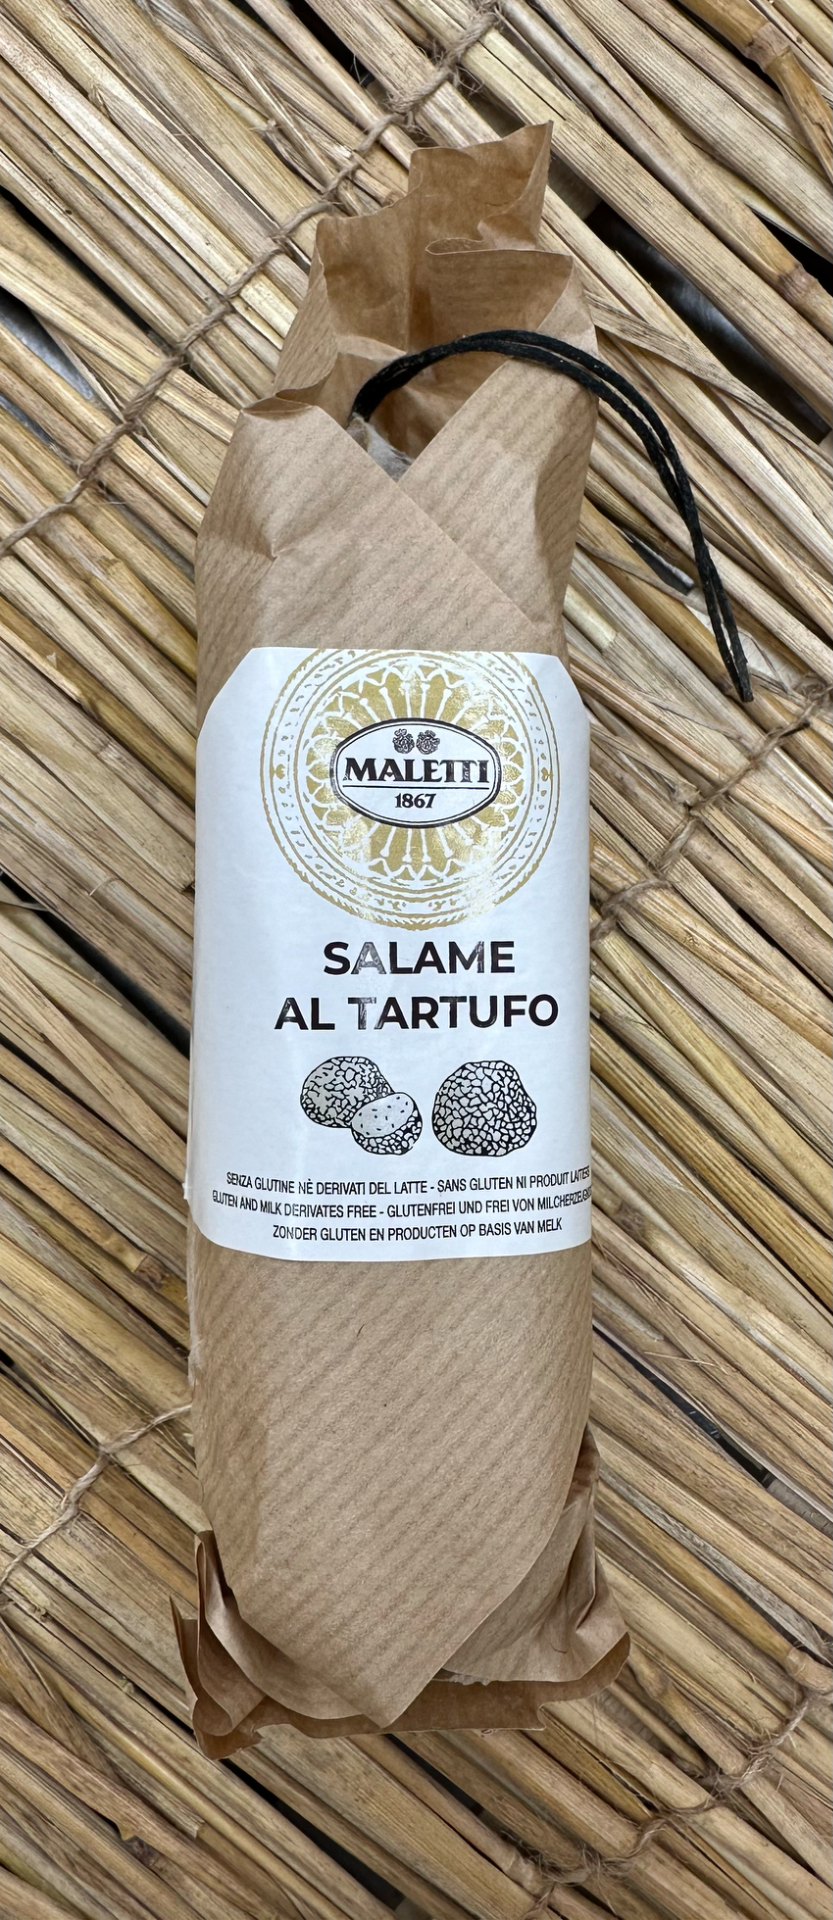 MALETTI
1867
SALAME
AL TARTUFO
SENZA GLUTINE NÈ DERIVATI DEL LATTE - SANS GLUTEN NI PRODUIT LAITIERS
GLUTEN AND MILK DERIVATES FREE - GLUTENFREI UND FREI VON
ZONDER GLUTEN EN PRODUCTEN OP BASIS VAN MELK